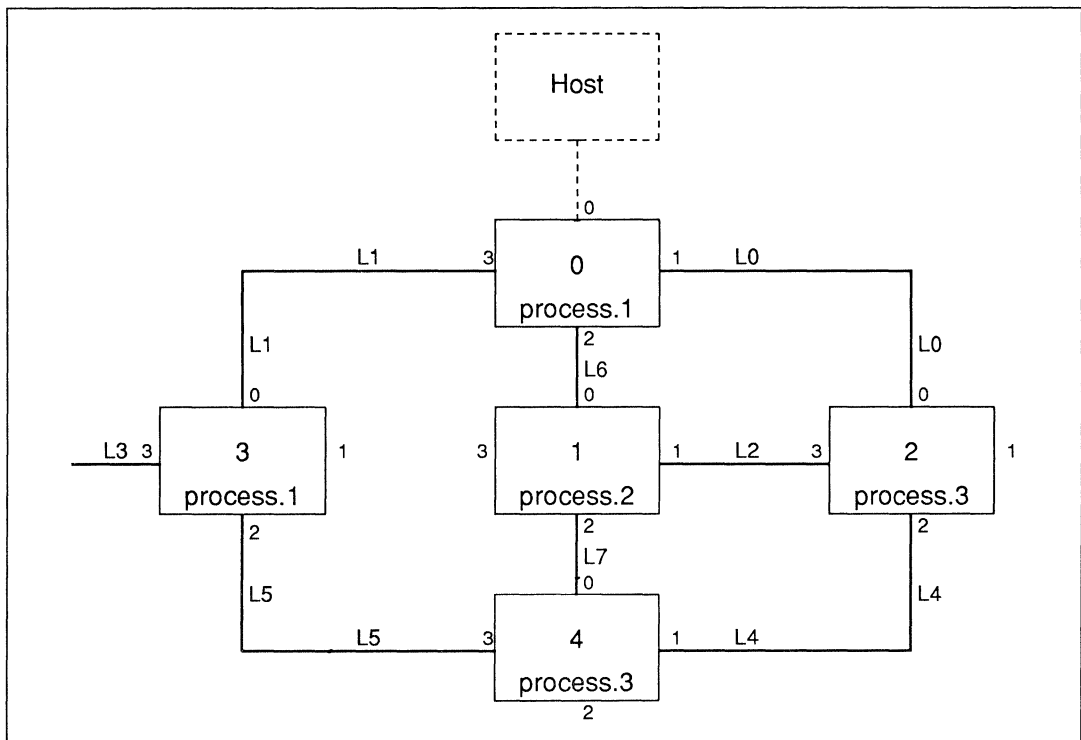 Host
0
L1 3 0 1 L0
process.1
2
L1 L6 L0
0 0 0
L3 3 3 1 3 1 1 L2 3 2 1
process.1 process.2 process.3
2 2 2
L7
L5 0 L4
L5 3 4 1 L4
process.3
2